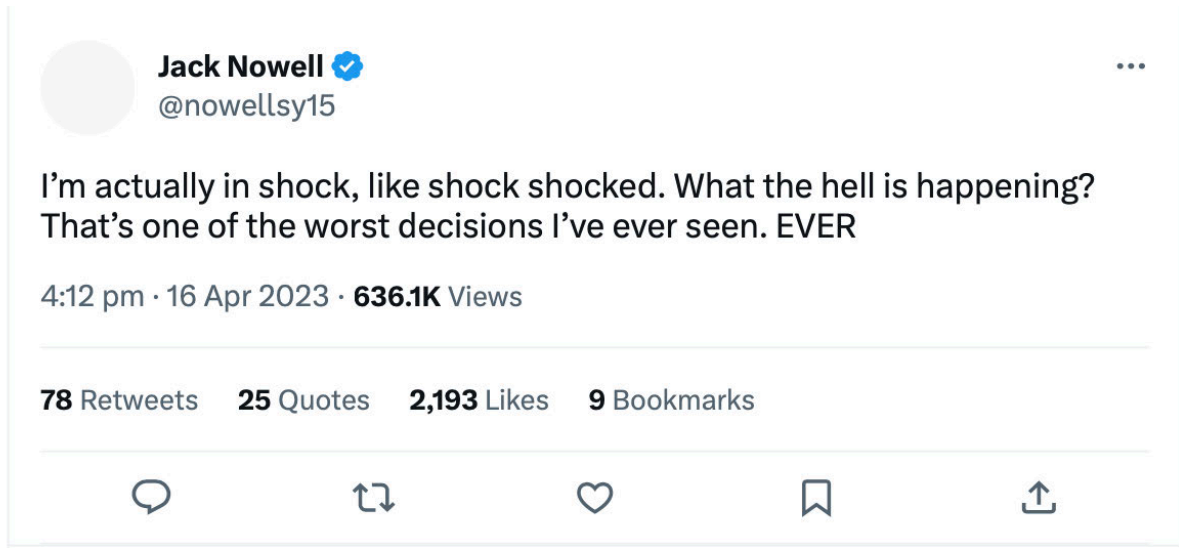 Jack Nowell
@nowellsy15
I’m actually in shock, like shock shocked. What the hell is happening?
That’s one of the worst decisions I’ve ever seen. EVER
4:12 pm · 16 Apr 2023 · 636.1K Views
78 Retweets 25 Quotes 2,193 Likes 9 Bookmarks